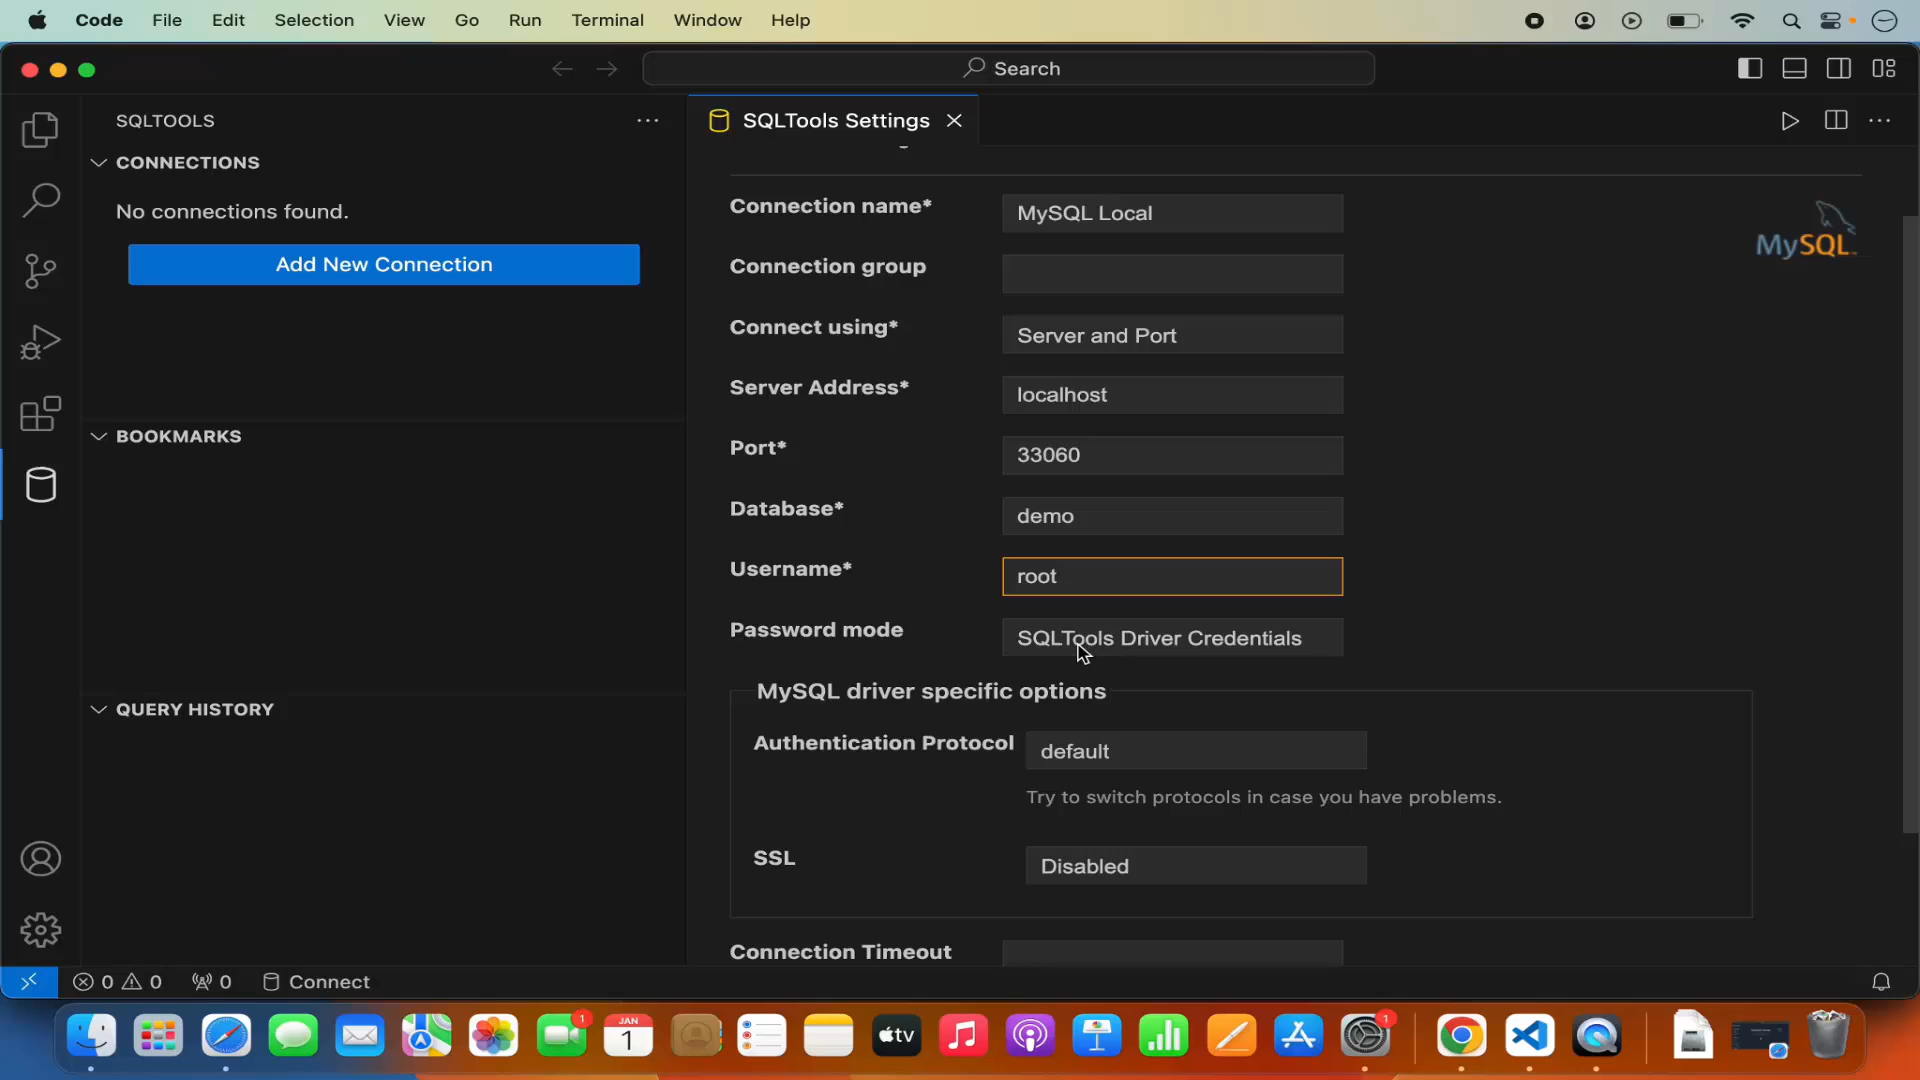 Code File Edit Selection View Go Run Terminal Window Help
Search
SQLTOOLS
SQLTools Settings
CONNECTIONS
No connections found.
Add New Connection
BOOKMARKS
QUERY HISTORY
Connection name* MySQL Local
MySQL
Connection group
Connect using* Server and Port
Server Address* localhost
Port* 33060
Database* demo
Username* root
Password mode SQLTools Driver Credentials
MySQL driver specific options
Authentication Protocol default
Try to switch protocols in case you have problems.
SSL Disabled
Connection Timeout
0 0 0 Connect
1 JAN 1 tv 1